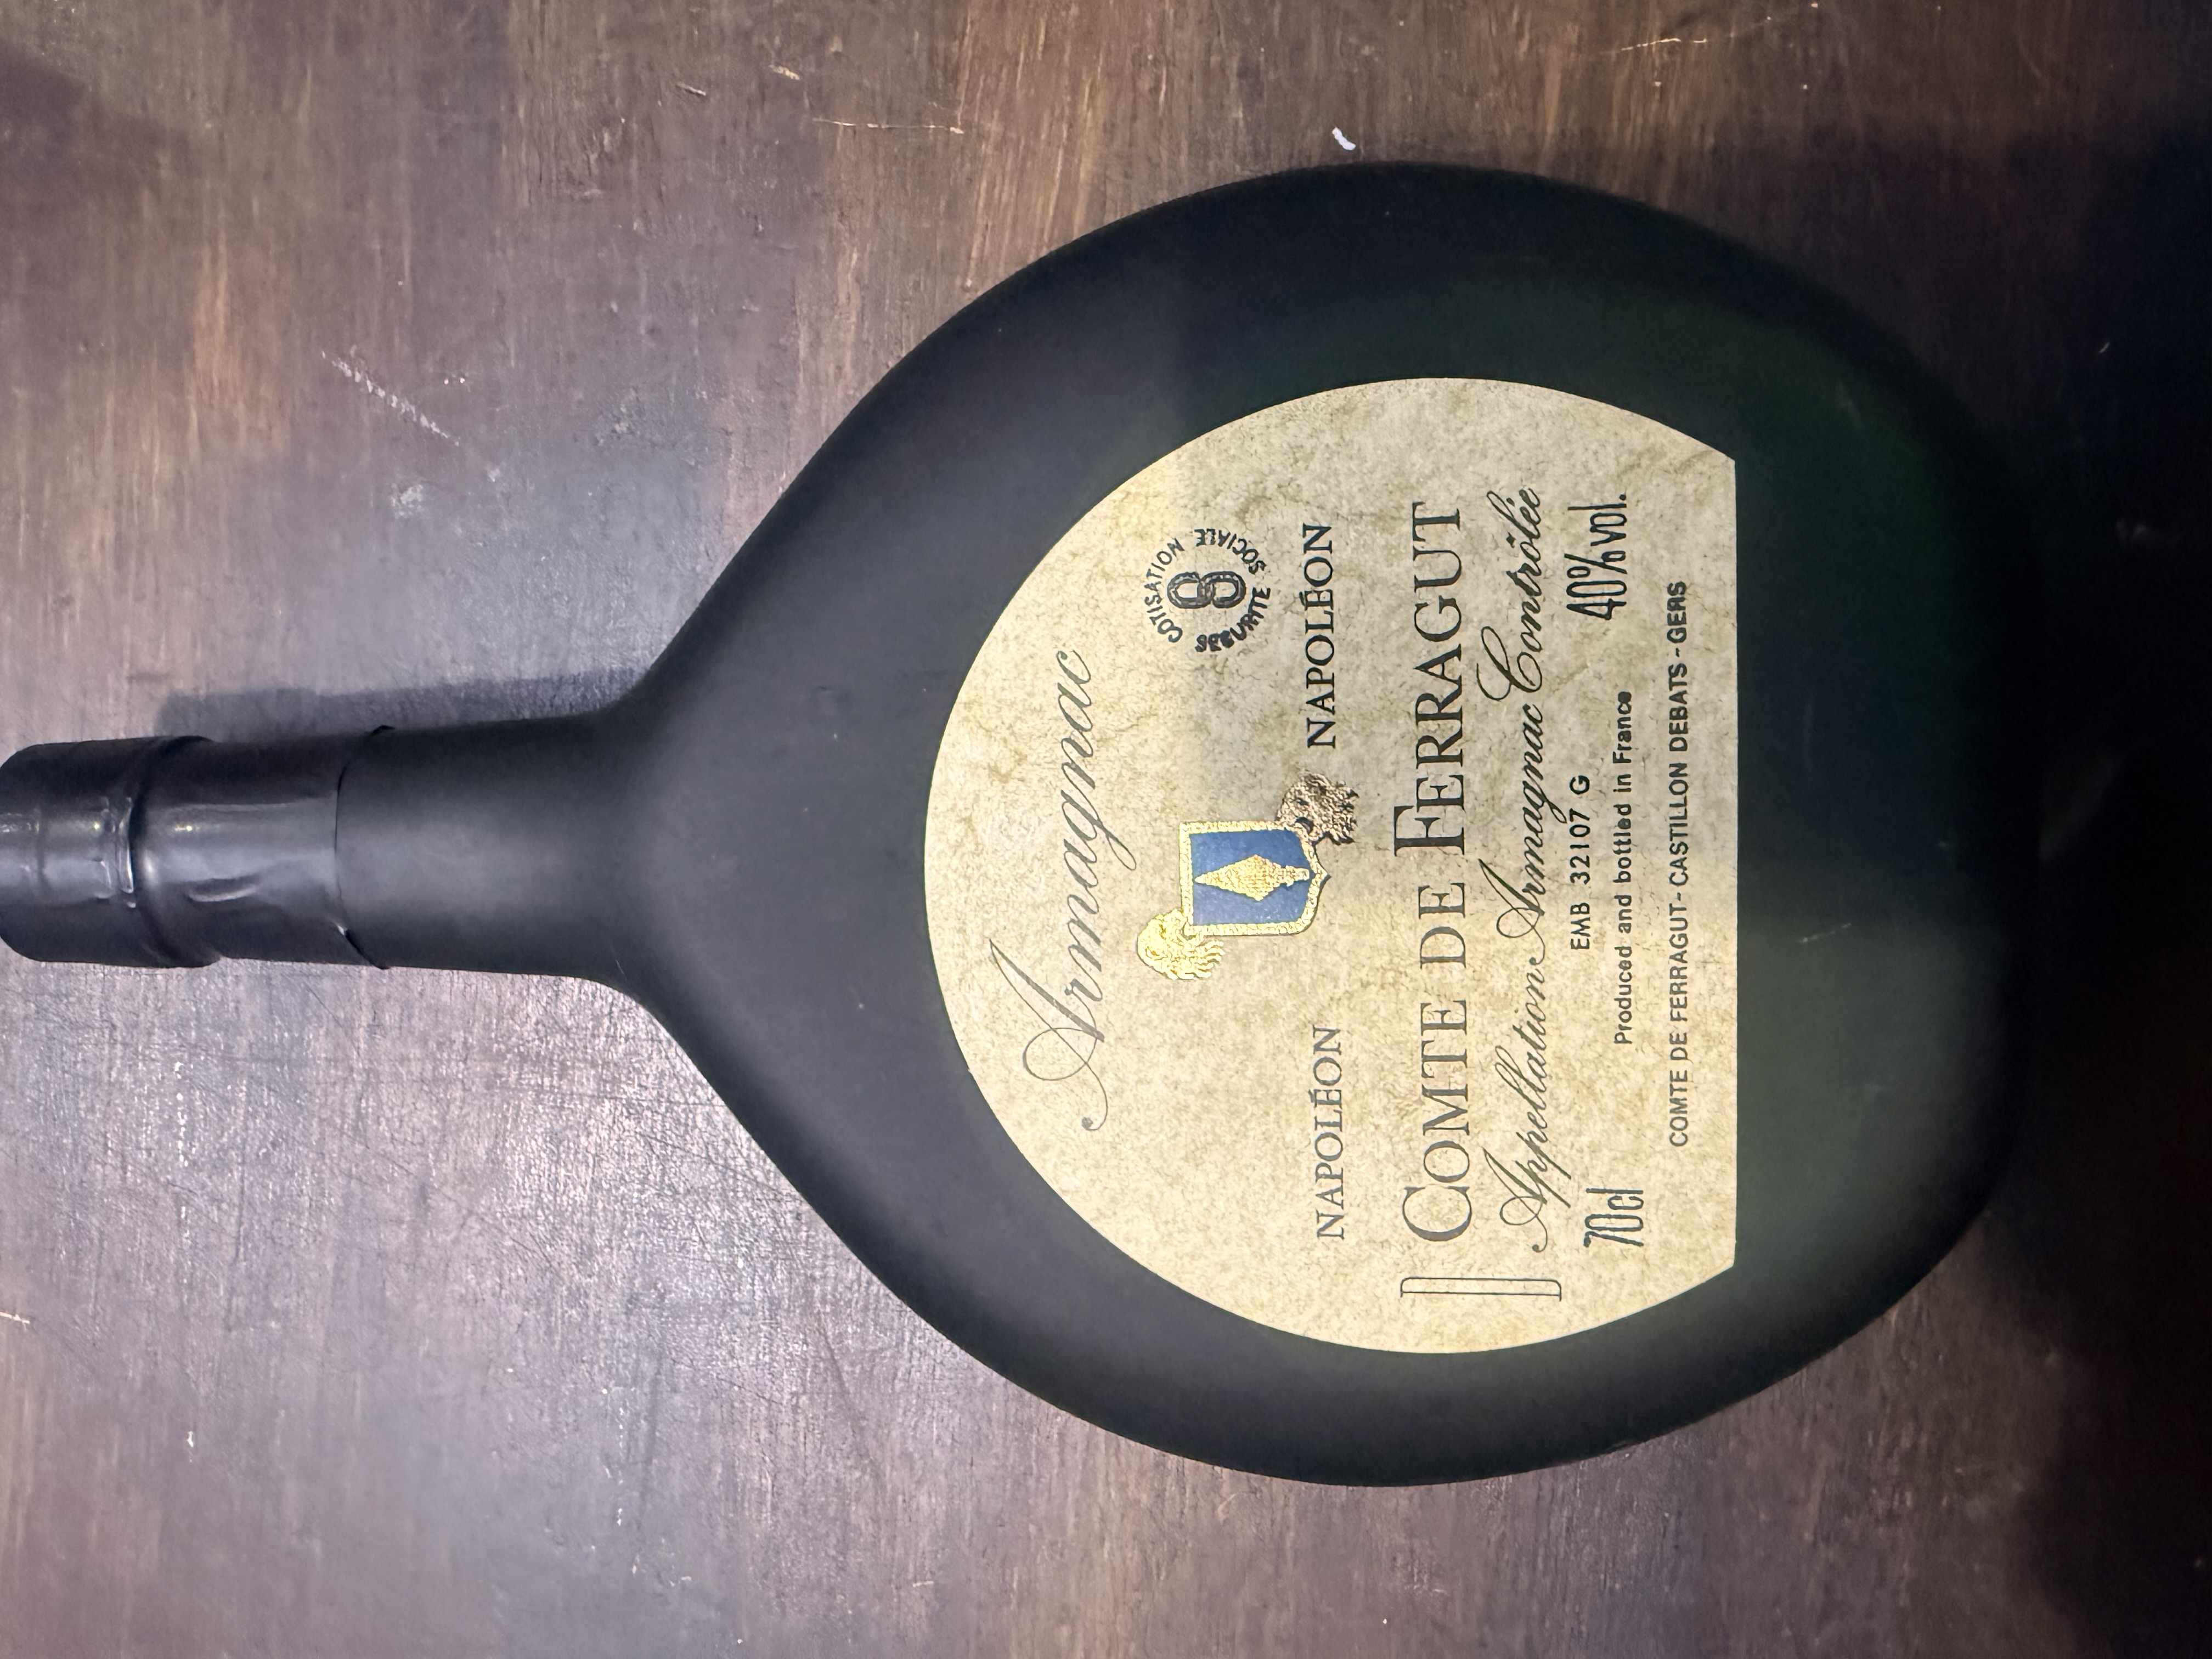 Armagnac
COTISATION
8
SECURITE SOCIALE
NAPOLÉON NAPOLÉON
COMTE DE FERRAGUT
Appellation Armagnac Contrôlée
70cl EMB 32107 G 40%vol.
Produced and bottled in France
COMTE DE FERRAGUT-CASTILLON DEBATS-GERS